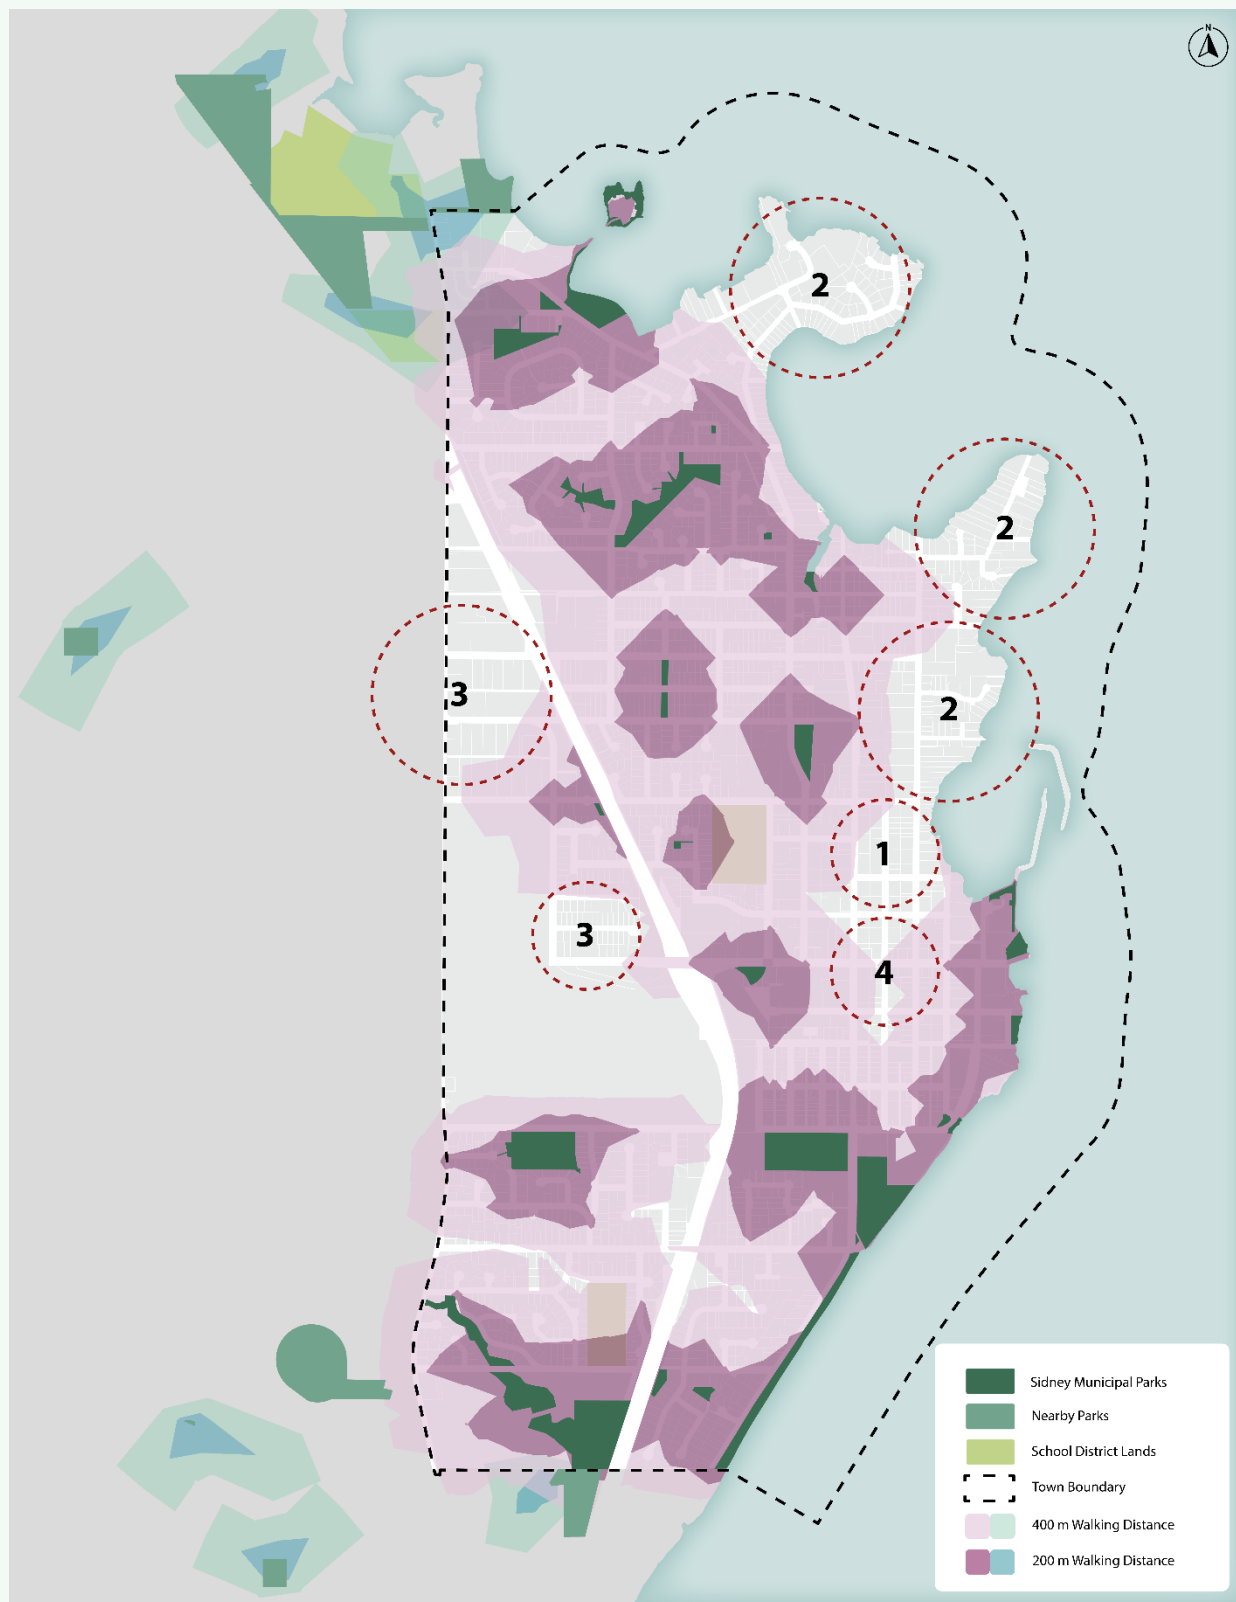 N
2
2
3
2
1
3
4
Sidney Municipal Parks
Nearby Parks
School District Lands
Town Boundary
400 m Walking Distance
200 m Walking Distance